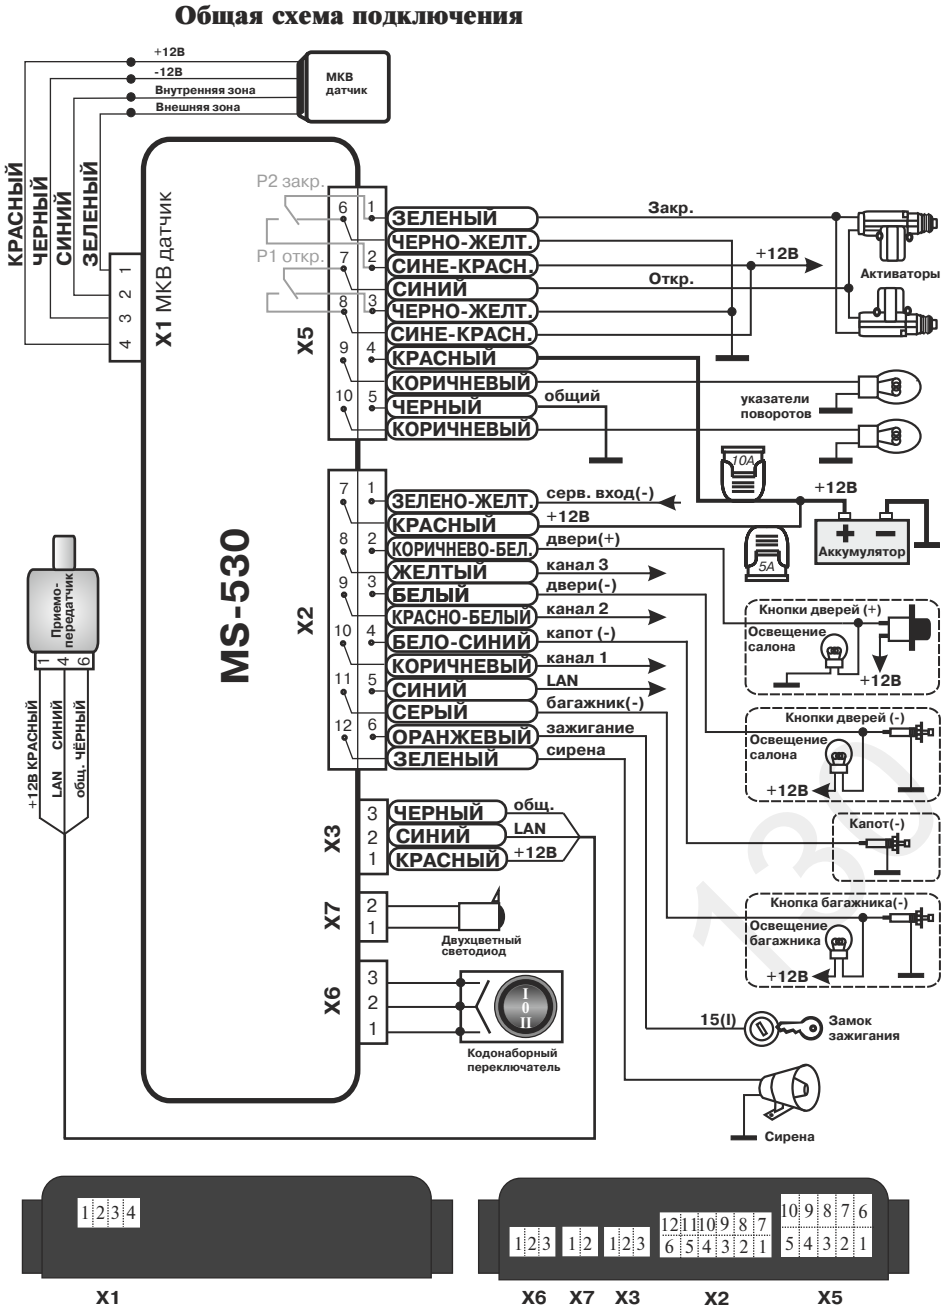 Общая схема подключения
+12В
-12В
Внутренняя зона
Внешняя зона
МКВ
датчик
КРАСНЫЙ
ЧЕРНЫЙ
СИНИЙ
ЗЕЛЕНЫЙ
1
2
3
4
X1 МКВ датчик
MS-530
P2 закр.
P1 откр.
X5
6 1
7 2
8 3
9 4
10 5
ЗЕЛЕНЫЙ
ЧЕРНО-ЖЕЛТ.
СИНЕ-КРАСН.
СИНИЙ
ЧЕРНО-ЖЕЛТ.
СИНЕ-КРАСН.
КРАСНЫЙ
КОРИЧНЕВЫЙ
ЧЕРНЫЙ
КОРИЧНЕВЫЙ
Закр.
+12В
Откр.
общий
Активаторы
указатели
поворотов
10А
5А
+12В
Аккумулятор
X2
7 1
8 2
9 3
10 4
11 5
12 6
ЗЕЛЕНО-ЖЕЛТ. серв. вход(-)
КРАСНЫЙ +12В
КОРИЧНЕВО-БЕЛ. двери(+)
ЖЕЛТЫЙ канал 3
БЕЛЫЙ двери(-)
КРАСНО-БЕЛЫЙ канал 2
БЕЛО-СИНИЙ капот (-)
КОРИЧНЕВЫЙ канал 1
СИНИЙ LAN
СЕРЫЙ багажник(-)
ОРАНЖЕВЫЙ зажигание
ЗЕЛЕНЫЙ сирена
Кнопки дверей (+)
Освещение
салона
+12В
Кнопки дверей (-)
Освещение
салона
+12В
Капот(-)
Кнопка багажника(-)
Освещение
багажника
+12В
130
15(I)
Замок
зажигания
Сирена
Приемо-
передатчик
1 4 6
+12В КРАСНЫЙ
LAN СИНИЙ
общ. ЧЁРНЫЙ
X3
3 ЧЕРНЫЙ общ.
2 СИНИЙ LAN
1 КРАСНЫЙ +12В
X7
2
1
Двухцветный
светодиод
X6
3
2
1
I
0
II
Кодонаборный
переключатель
1 2 3 4
X1
1 2 3
1 2
1 2 3
12 11 10 9 8 7
6 5 4 3 2 1
10 9 8 7 6
5 4 3 2 1
X6 X7 X3 X2 X5